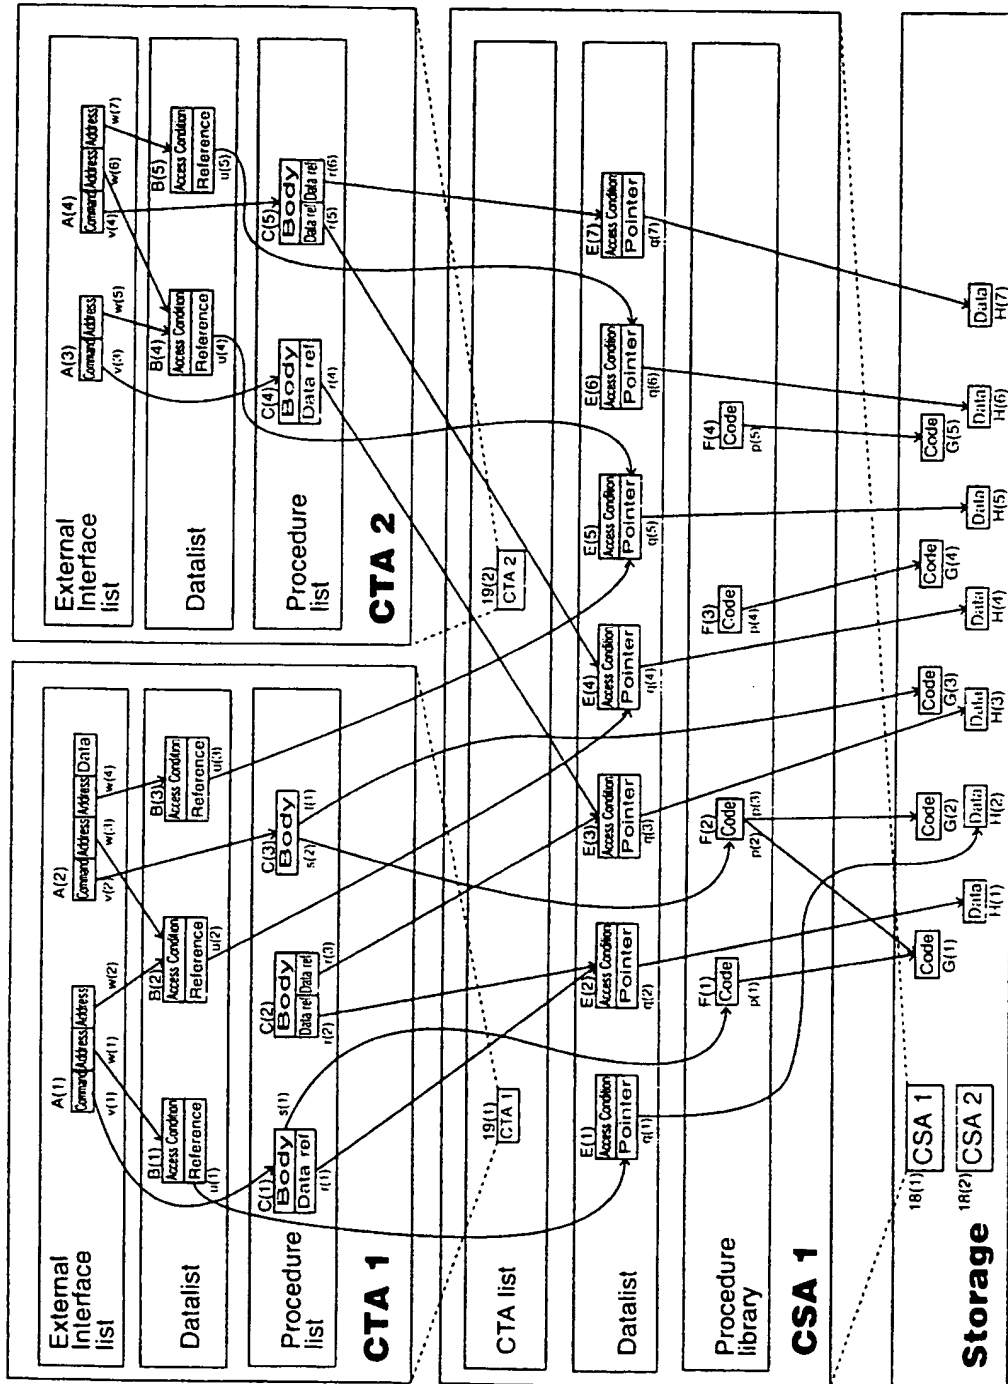 External
Interface
list
A(1)
Command Address Address
v(1)
w(1)
w(2)
A(2)
Command Address Address Data
v(2)
w(3)
w(4)
Datalist
B(1)
Access Condition
Reference
u(1)
B(2)
Access Condition
Reference
u(2)
B(3)
Access Condition
Reference
u(3)
Procedure
list
C(1)
Body
Data ref
r(1)
s(1)
C(2)
Body
Data ref Data ref
r(2)
r(3)
C(3)
Body
s(2)
t(1)
CTA 1
External
Interface
list
A(3)
Command Address
v(3)
w(5)
A(4)
Command Address Address
v(4)
w(6)
w(7)
Datalist
B(4)
Access Condition
Reference
u(4)
B(5)
Access Condition
Reference
u(5)
Procedure
list
C(4)
Body
Data ref
r(4)
C(5)
Body
Data ref Data ref
r(5)
r(6)
CTA 2
CTA list
19(1)
CTA 1
19(2)
CTA 2
Datalist
E(1)
Access Condition
Pointer
q(1)
E(2)
Access Condition
Pointer
q(2)
E(3)
Access Condition
Pointer
q(3)
E(4)
Access Condition
Pointer
q(4)
E(5)
Access Condition
Pointer
q(5)
E(6)
Access Condition
Pointer
q(6)
E(7)
Access Condition
Pointer
q(7)
Procedure
library
F(1)
Code
p(1)
F(2)
Code
p(2)
p(3)
F(3)
Code
p(4)
F(4)
Code
p(5)
CSA 1
18(1)
CSA 1
18(2)
CSA 2
Code
G(1)
Code
G(2)
Code
G(3)
Code
G(4)
Code
G(5)
Data
H(1)
Data
H(2)
Data
H(3)
Data
H(4)
Data
H(5)
Data
H(6)
Data
H(7)
Storage